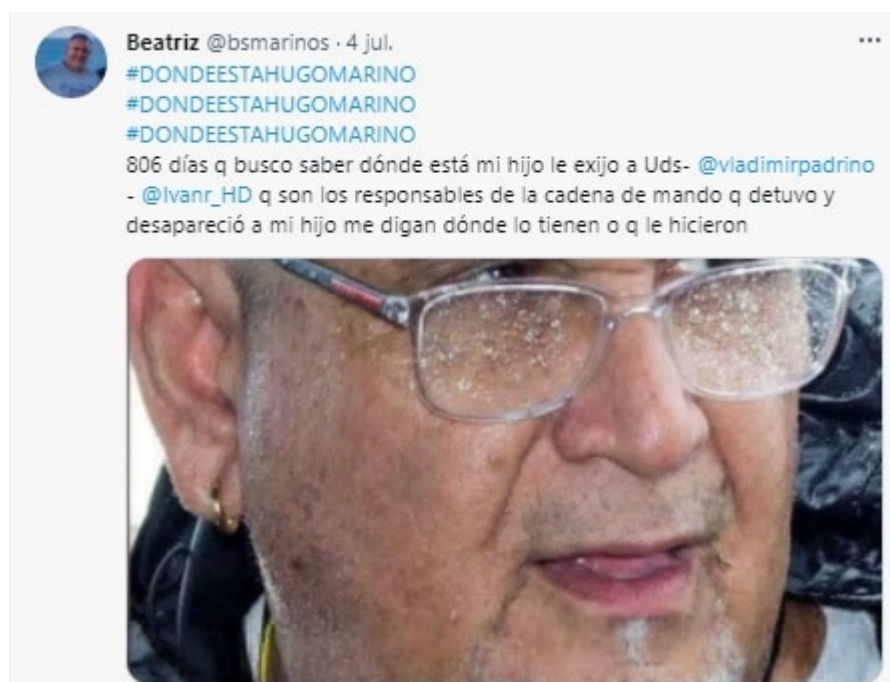 Beatriz @bsmarinos · 4 jul.
#DONDEESTAHUGOMARINO
#DONDEESTAHUGOMARINO
#DONDEESTAHUGOMARINO
806 días q busco saber dónde está mi hijo le exijo a Uds- @vladimirpadrino
- @Ivanr_HD q son los responsables de la cadena de mando q detuvo y
desapareció a mi hijo me digan dónde lo tienen o q le hicieron